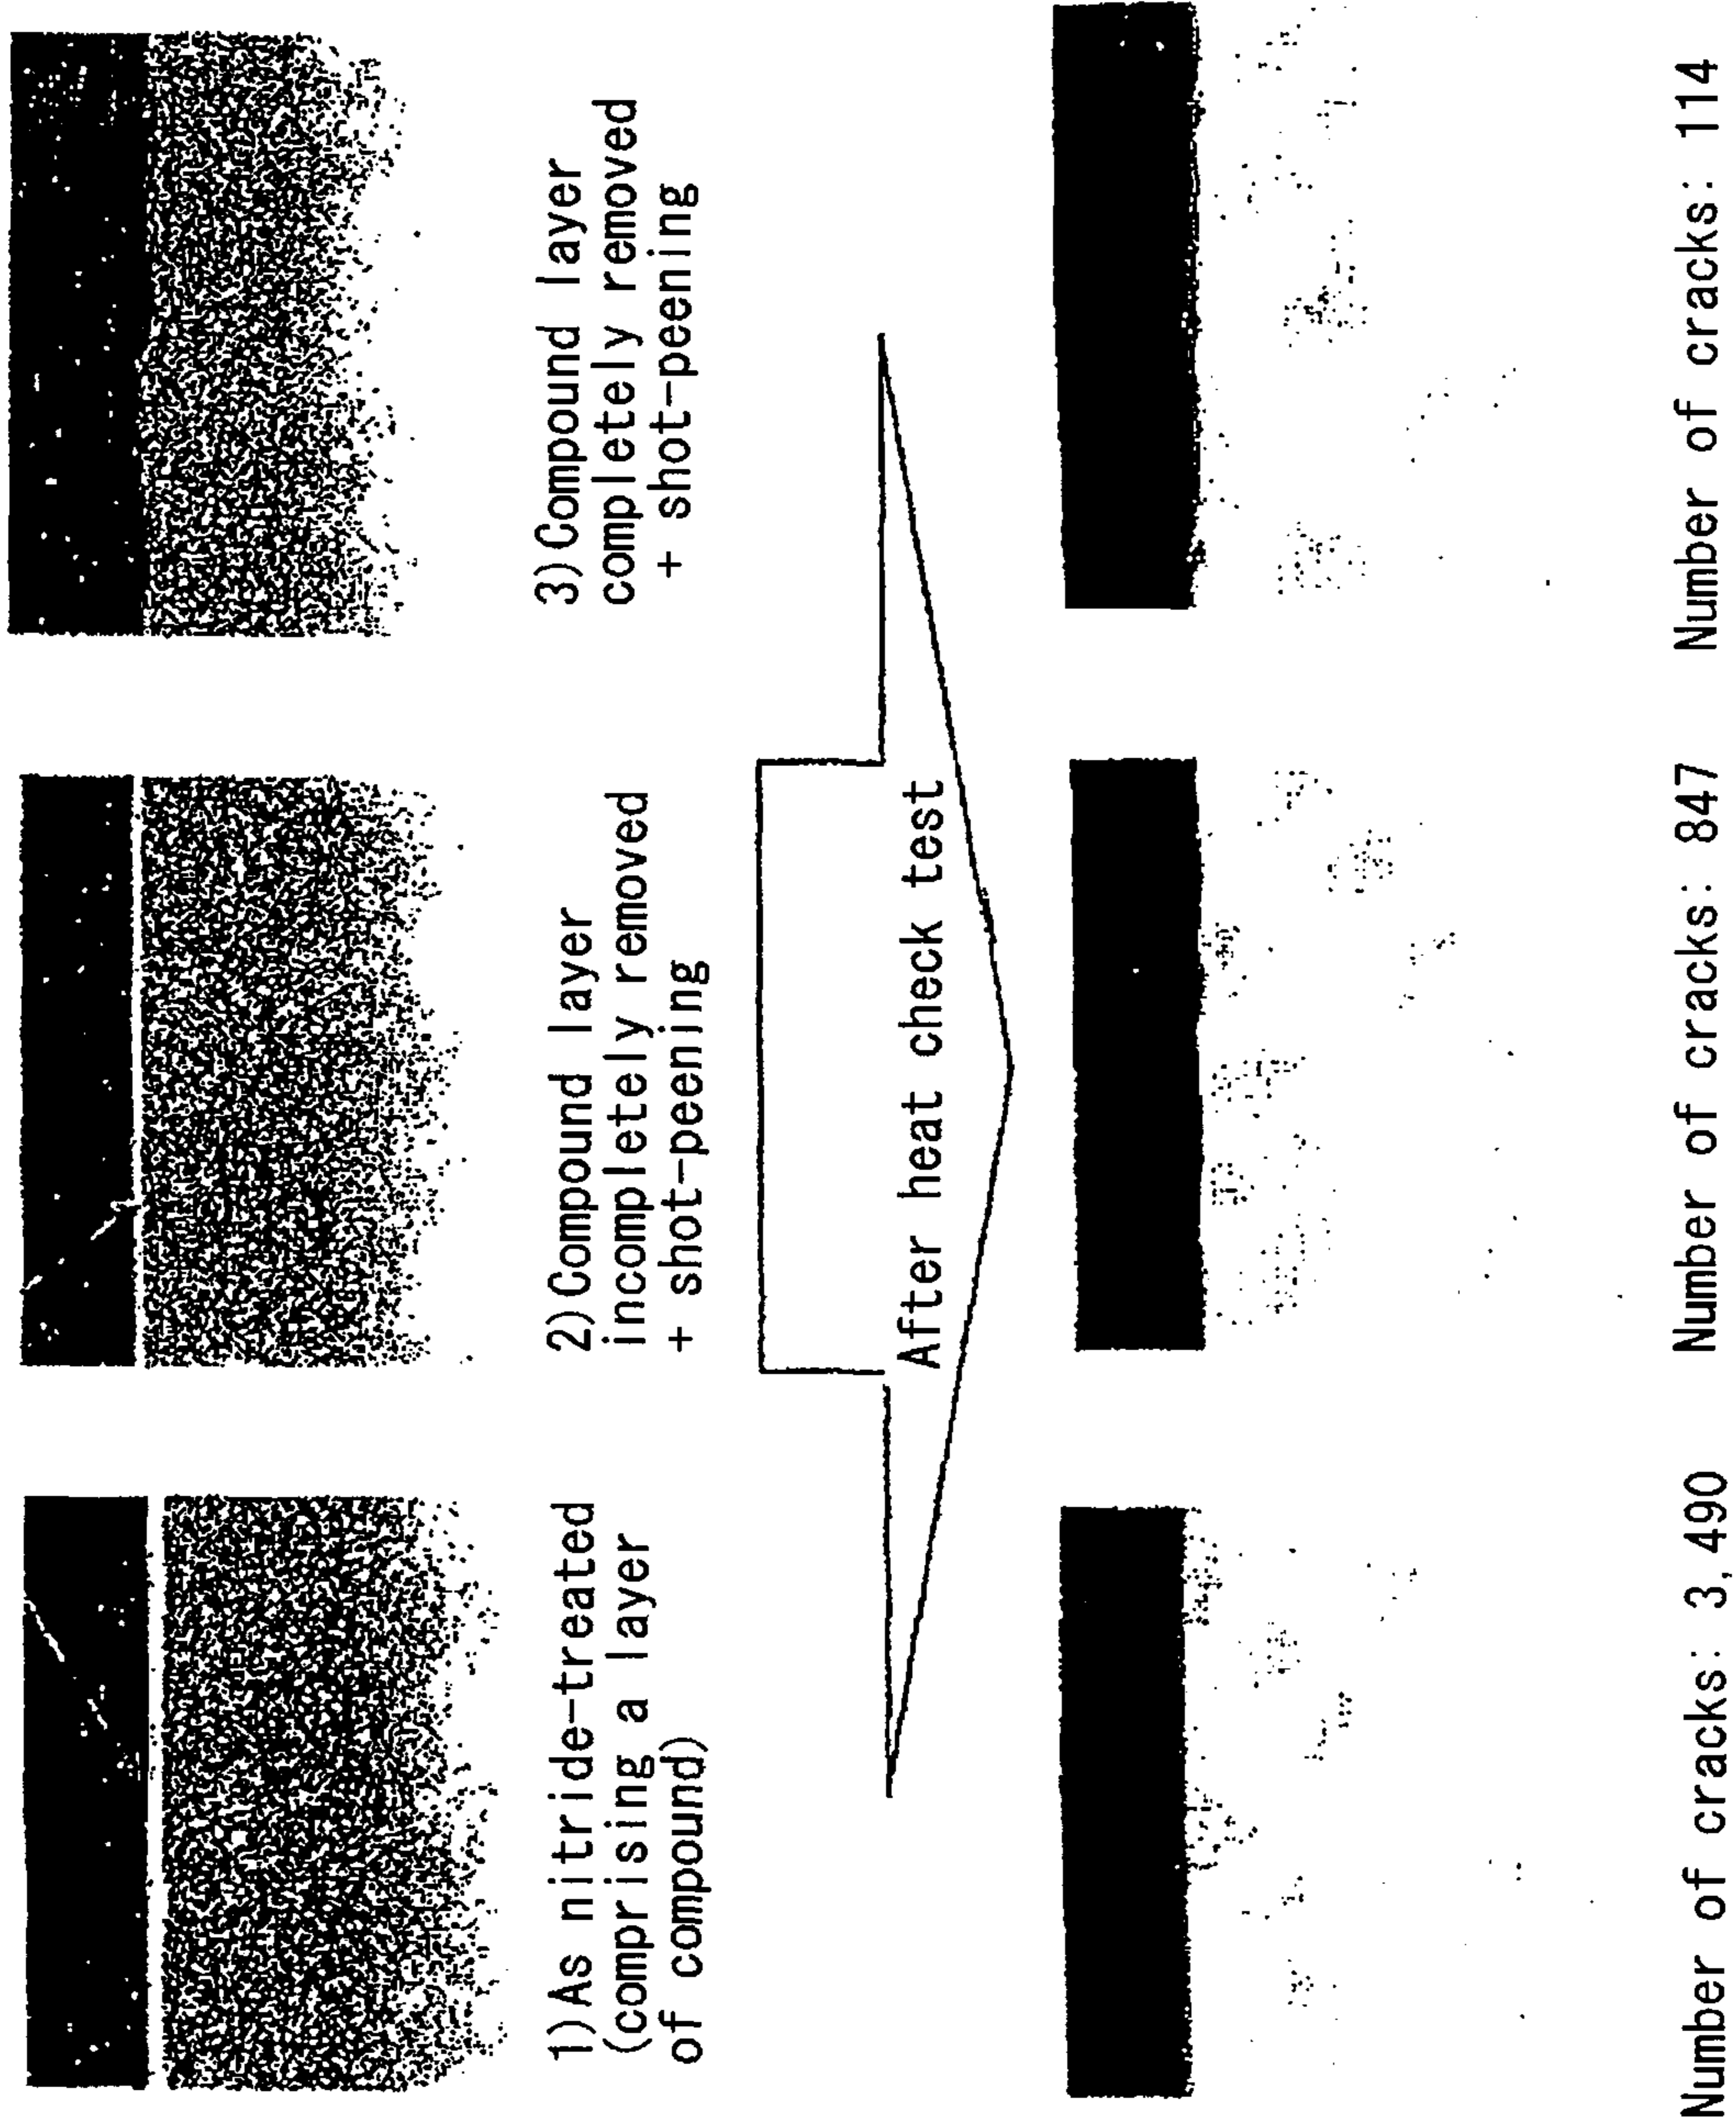 1)As nitride-treated
(comprising a layer
of compound)
2)Compound layer
incompletely removed
+ shot-peening
3)Compound layer
completely removed
+ shot-peening
After heat check test
Number of cracks: 3,490
Number of cracks: 847
Number of cracks: 114